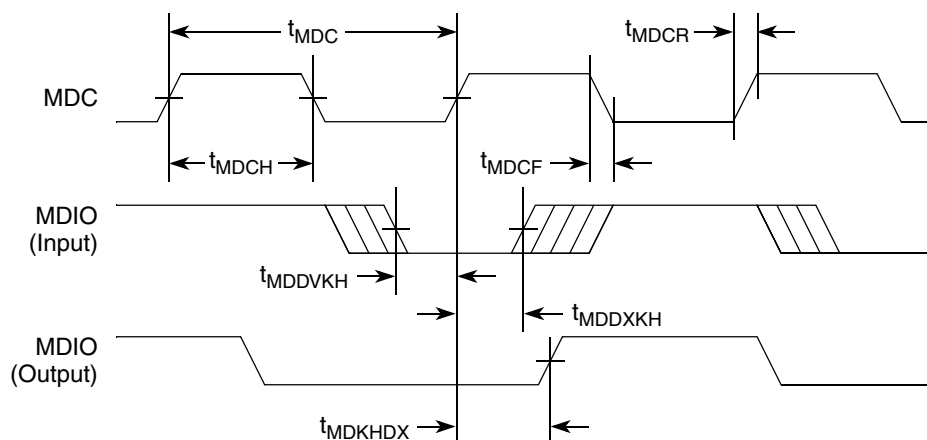 tMDC
tMDCR
MDC
tMDCH
tMDCF
MDIO
(Input)
tMDDVKH
tMDDXKH
MDIO
(Output)
tMDKHDX